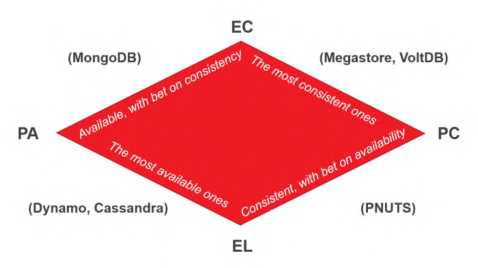 EC
(MongoDB)
(Megastore, VoltDB)
Available, with bet on consistency
The most consistent ones
PA
PC
The most available ones
Consistent, with bet on availability
(Dynamo, Cassandra)
(PNUTS)
EL